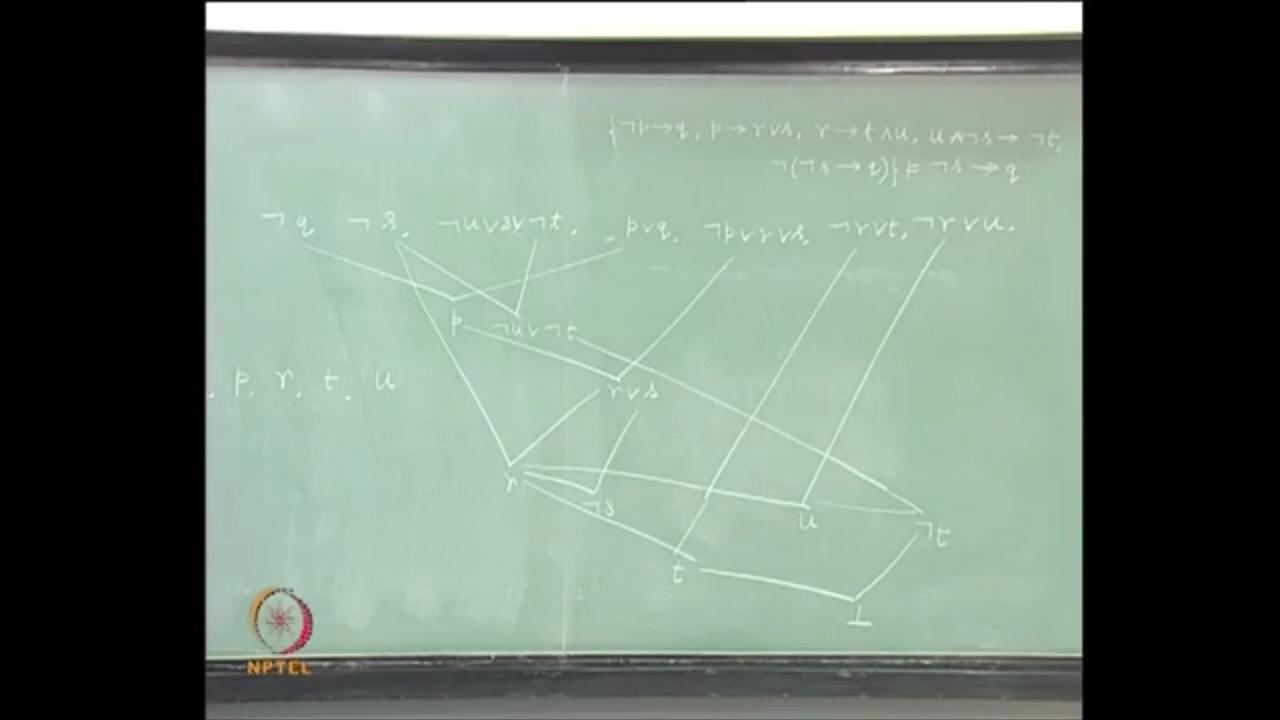 {¬p→q, p→r∨s, r→t∧u, u∧¬s→¬t,
¬(¬s→q)} ⊨ ¬s→q
¬q ¬s, ¬u∨s∨¬t, p∨q, ¬p∨r∨s, ¬r∨t, ¬r∨u.
p ¬u∨¬t
. p, r, t, u
r∨s
r ¬s u ¬t
t
⊥
NPTEL